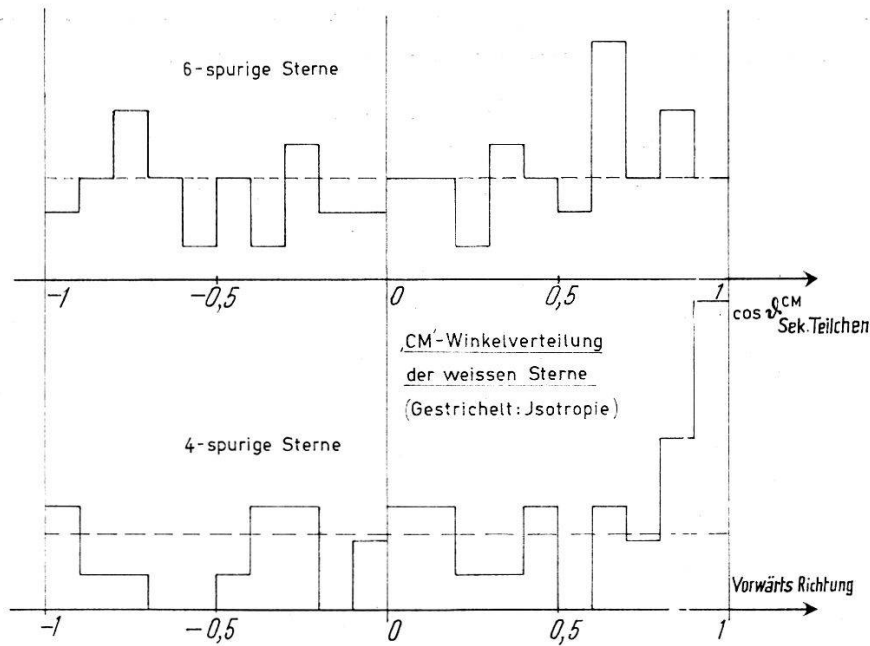 6-spurige Sterne
-1
-0,5
0
0,5
1
cos ϑ CM
Sek.Teilchen
‚CM'-Winkelverteilung
der weissen Sterne
(Gestrichelt: Jsotropie)
4-spurige Sterne
Vorwärts Richtung
-1
-0,5
0
0,5
1